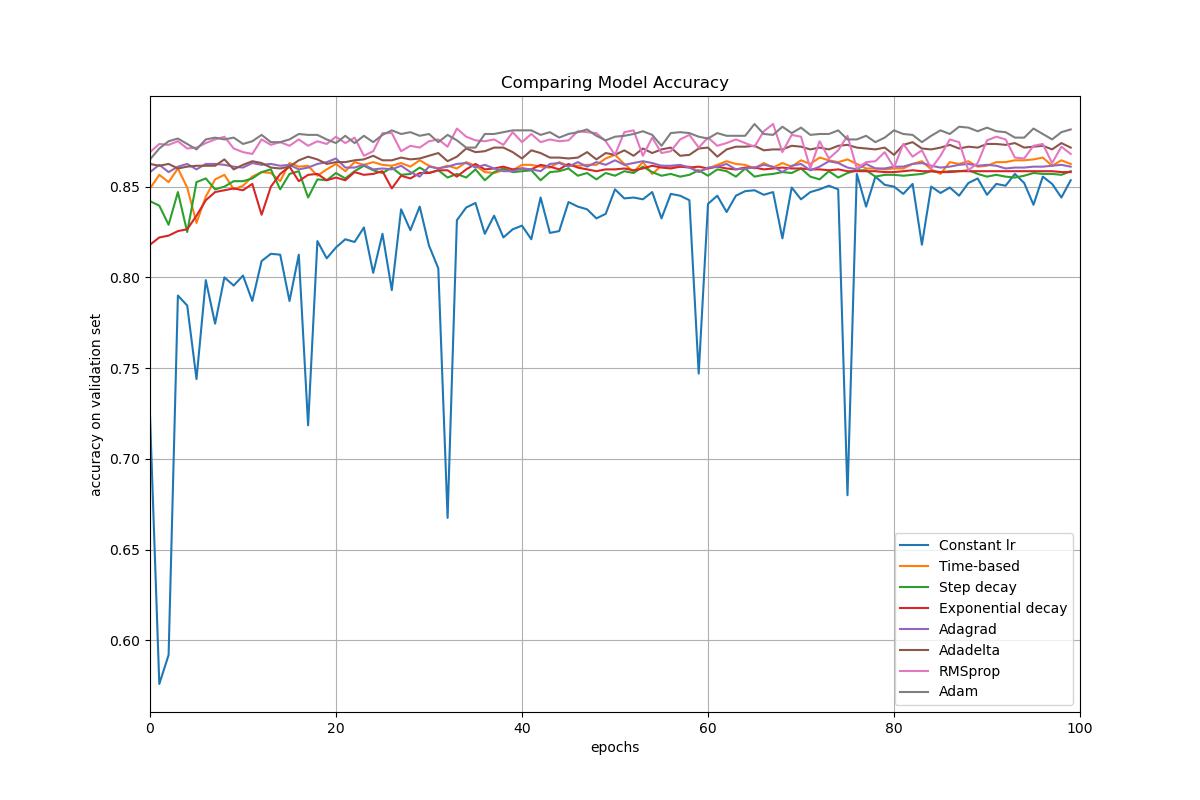 Comparing Model Accuracy
accuracy on validation set
0.85
0.80
0.75
0.70
0.65
0.60
0
20
40
60
80
100
epochs
Constant lr
Time-based
Step decay
Exponential decay
Adagrad
Adadelta
RMSprop
Adam